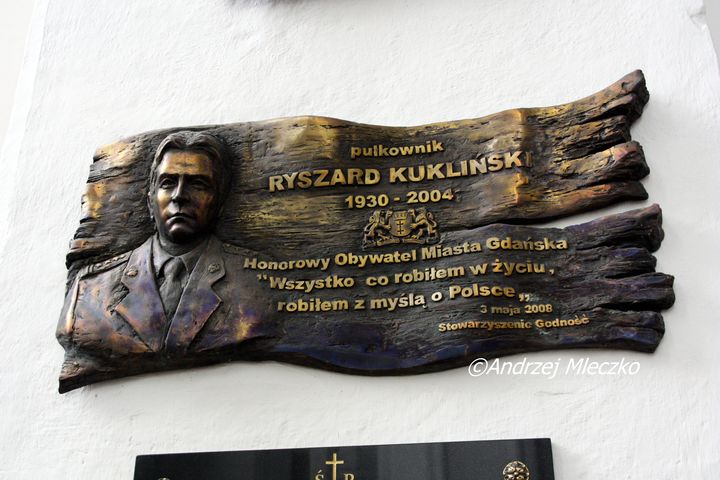 pułkownik
RYSZARD KUKLIŃSKI
1930 - 2004
Honorowy Obywatel Miasta Gdańska
"Wszystko co robiłem w życiu,
robiłem z myślą o Polsce„
3 maja 2008
Stowarzyszenie Godność
©Andrzej Mleczko
Ś P